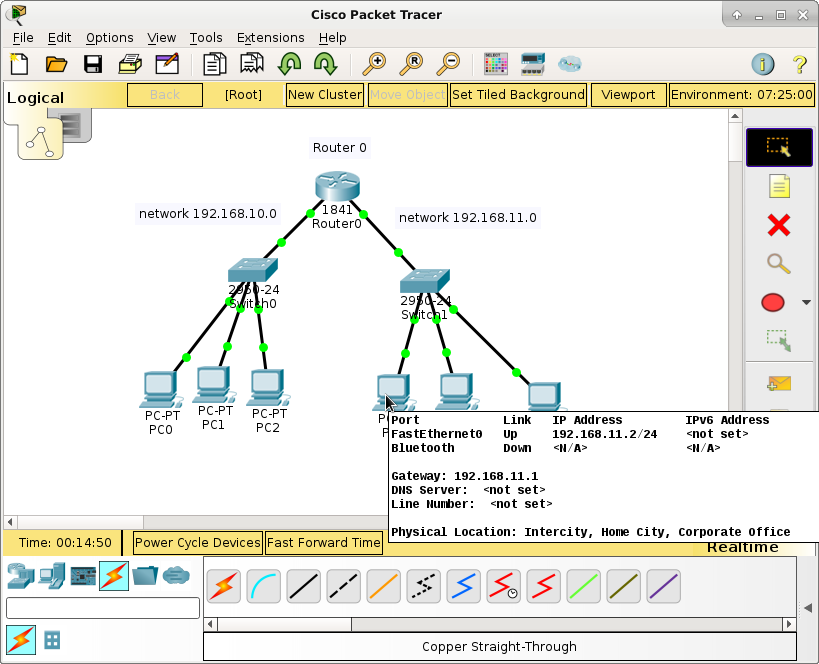 Cisco Packet Tracer
File Edit Options View Tools Extensions Help
Logical
Back [Root] New Cluster Move Object Set Tiled Background Viewport Environment: 07:25:00
Router 0
1841
Router0
network 192.168.10.0
network 192.168.11.0
2950-24
Switch0
2950-24
Switch1
PC-PT
PC0
PC-PT
PC1
PC-PT
PC2
Port Link IP Address IPv6 Address
FastEthernet0 Up 192.168.11.2/24 <not set>
Bluetooth Down <N/A> <N/A>
Gateway: 192.168.11.1
DNS Server: <not set>
Line Number: <not set>
Physical Location: Intercity, Home City, Corporate Office
Time: 00:14:50 Power Cycle Devices Fast Forward Time Realtime
Copper Straight-Through